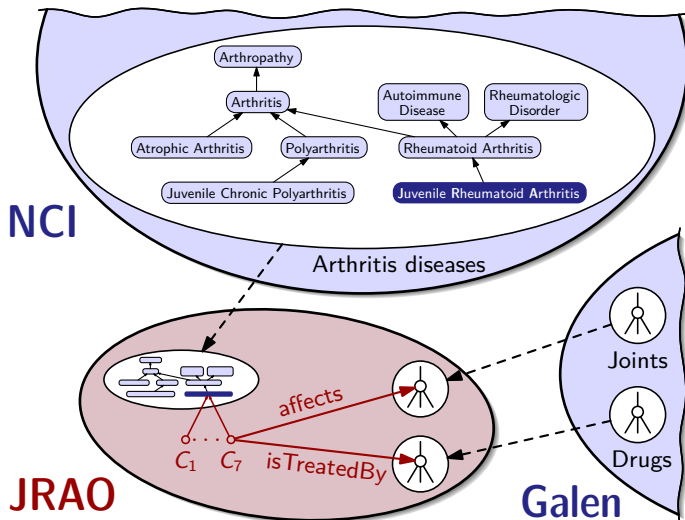 Arthropathy
Arthritis
Autoimmune
Disease
Rheumatologic
Disorder
Atrophic Arthritis
Polyarthritis
Rheumatoid Arthritis
Juvenile Chronic Polyarthritis
Juvenile Rheumatoid Arthritis
NCI
Arthritis diseases
Joints
affects
C1 . . . . C7
isTreatedBy
Drugs
JRAO
Galen